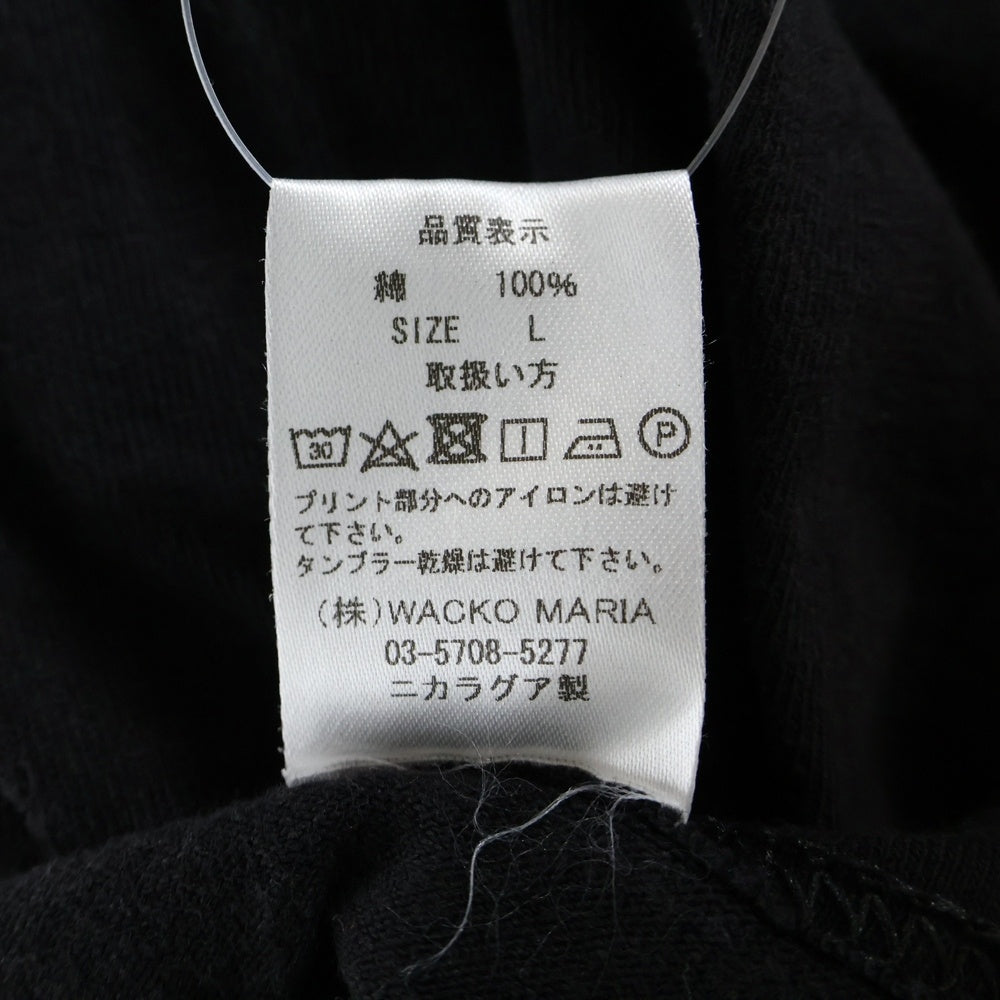 品質表示
綿 100%
SIZE L
取扱い方
30 P
プリント部分へのアイロンは避け
て下さい。
タンブラー乾燥は避けて下さい。
(株)WACKO MARIA
03-5708-5277
ニカラグア製